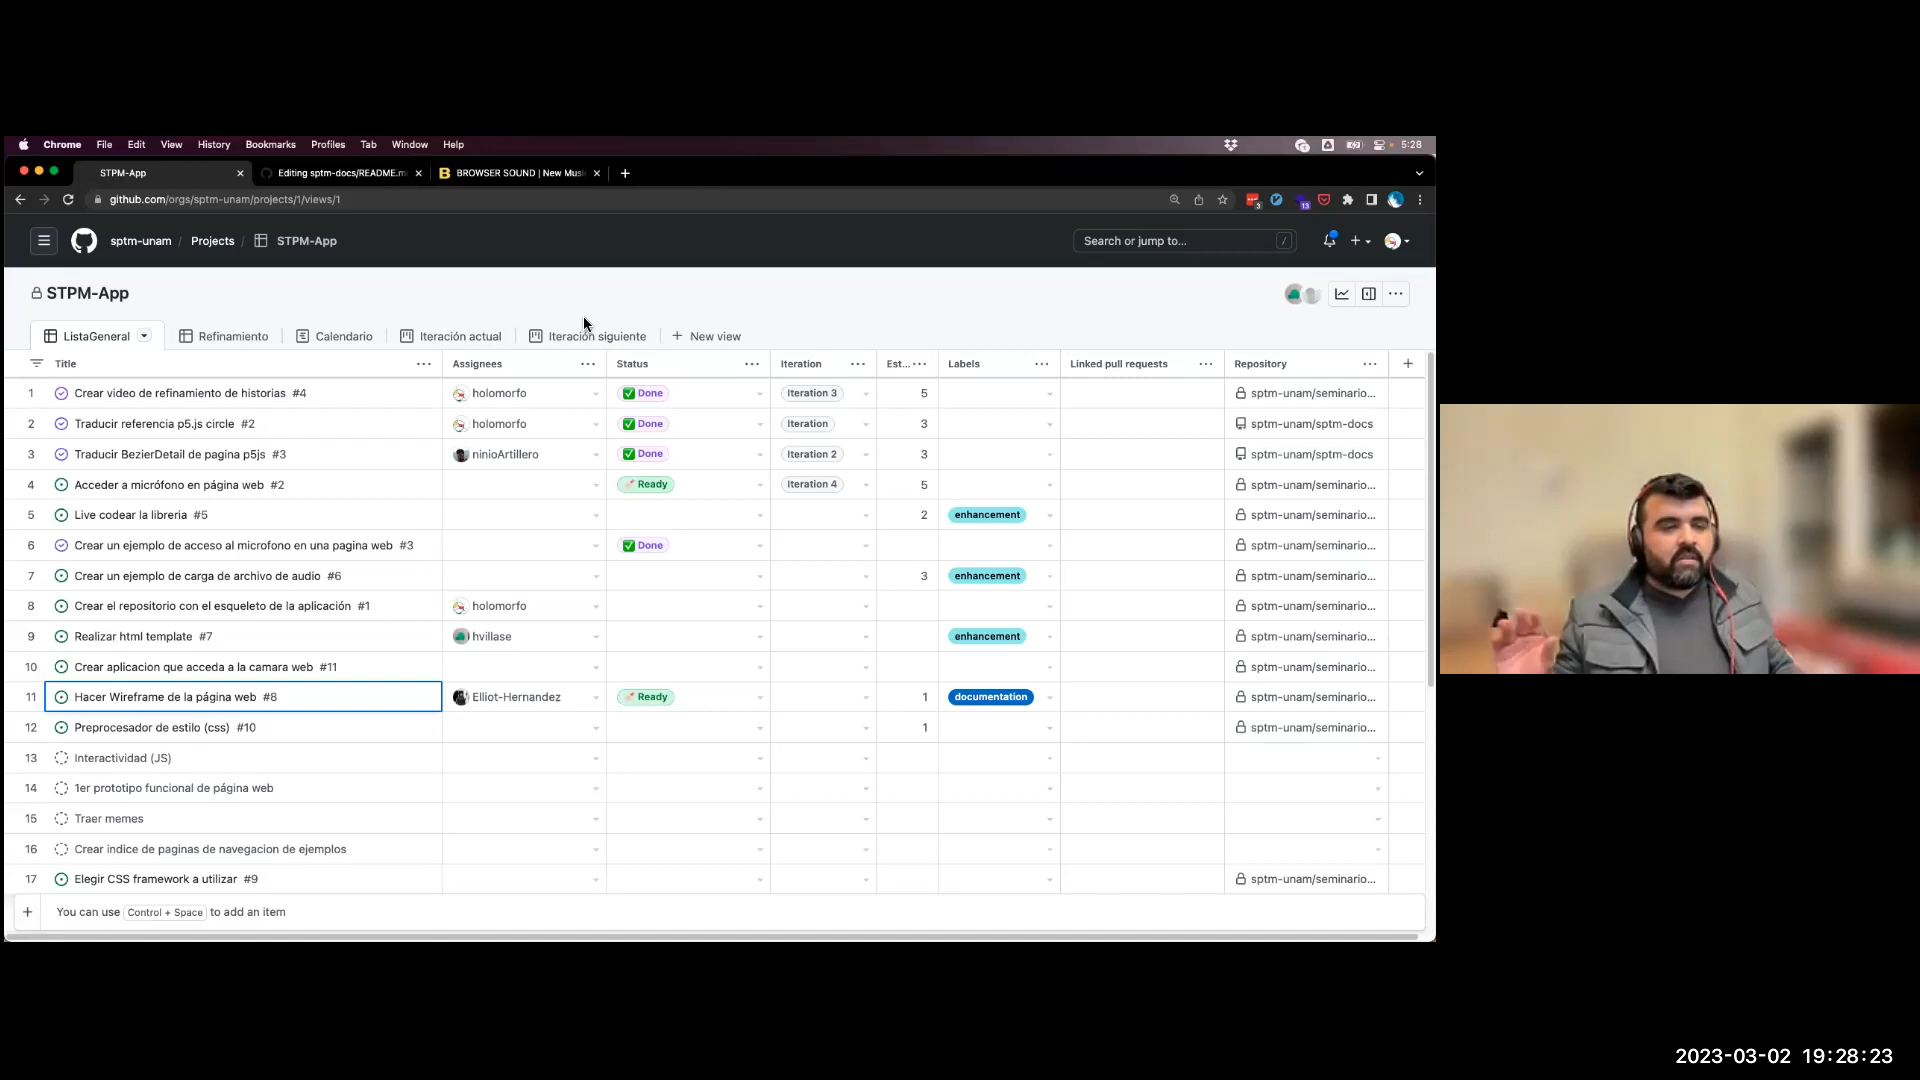 Chrome File Edit View History Bookmarks Profiles Tab Window Help 5:28
STPM-App Editing sptm-docs/README.m BROWSER SOUND | New Musi
github.com/orgs/sptm-unam/projects/1/views/1 3 13
sptm-unam / Projects / STPM-App Search or jump to... /
STPM-App
ListaGeneral Refinamiento Calendario Iteración actual Iteración siguiente + New view
Title Assignees Status Iteration Est... Labels Linked pull requests Repository
1 Crear video de refinamiento de historias #4 holomorfo Done Iteration 3 5 sptm-unam/seminario...
2 Traducir referencia p5.js circle #2 holomorfo Done Iteration 3 sptm-unam/sptm-docs
3 Traducir BezierDetail de pagina p5js #3 ninioArtillero Done Iteration 2 3 sptm-unam/sptm-docs
4 Acceder a micrófono en página web #2 Ready Iteration 4 5 sptm-unam/seminario...
5 Live codear la libreria #5 2 enhancement sptm-unam/seminario...
6 Crear un ejemplo de acceso al microfono en una pagina web #3 Done sptm-unam/seminario...
7 Crear un ejemplo de carga de archivo de audio #6 3 enhancement sptm-unam/seminario...
8 Crear el repositorio con el esqueleto de la aplicación #1 holomorfo sptm-unam/seminario...
9 Realizar html template #7 hvillase enhancement sptm-unam/seminario...
10 Crear aplicacion que acceda a la camara web #11 sptm-unam/seminario...
11 Hacer Wireframe de la página web #8 Elliot-Hernandez Ready 1 documentation sptm-unam/seminario...
12 Preprocesador de estilo (css) #10 1 sptm-unam/seminario...
13 Interactividad (JS)
14 1er prototipo funcional de página web
15 Traer memes
16 Crear indice de paginas de navegacion de ejemplos
17 Elegir CSS framework a utilizar #9 sptm-unam/seminario...
+ You can use Control + Space to add an item
2023-03-02 19:28:23